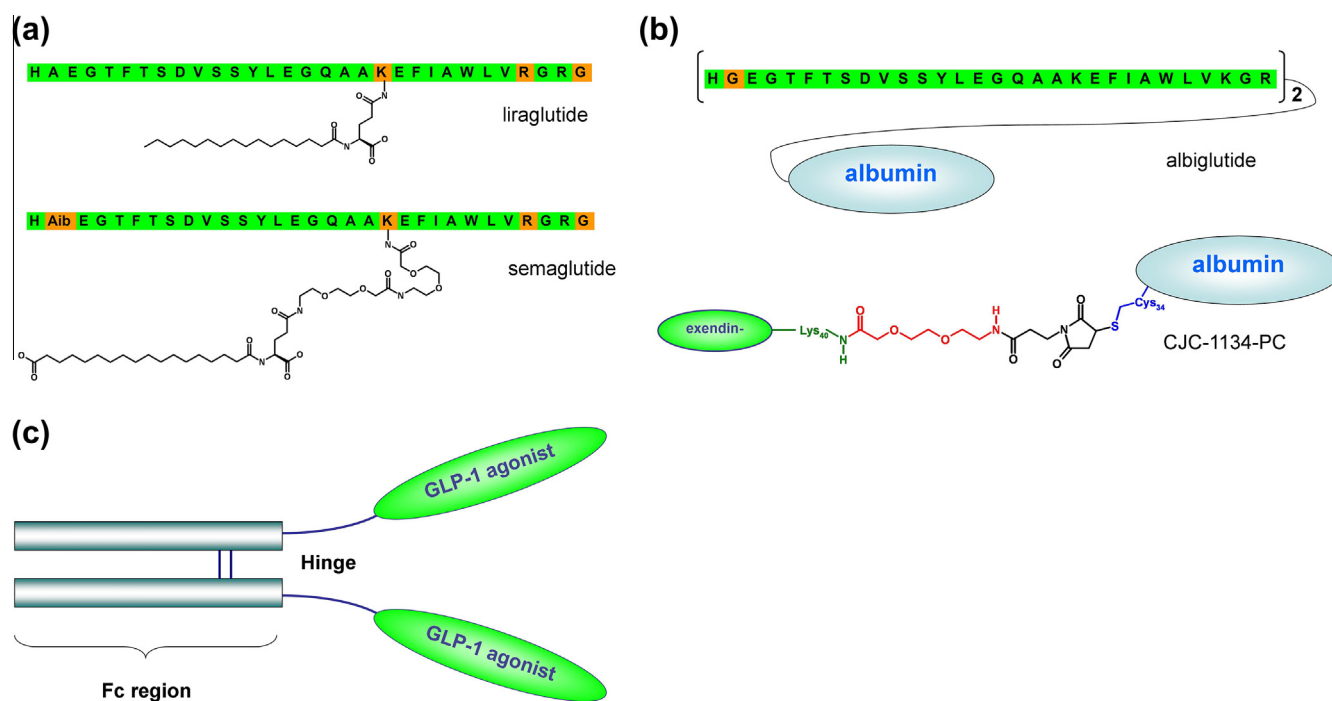 (a)
H A E G T F T S D V S S Y L E G Q A A K E F I A W L V R G R G
N
O
O
N
O
O
liraglutide
H Aib E G T F T S D V S S Y L E G Q A A K E F I A W L V R G R G
N
O
O
O
N
O
O
O
N
O
O
N
O
O
O
O
semaglutide
(b)
H G E G T F T S D V S S Y L E G Q A A K E F I A W L V K G R
2
albumin
albiglutide
albumin
exendin-
Lys40
N
H
O
O
O
H
N
O
N
O
O
S
Cys34
CJC-1134-PC
(c)
GLP-1 agonist
Hinge
GLP-1 agonist
Fc region